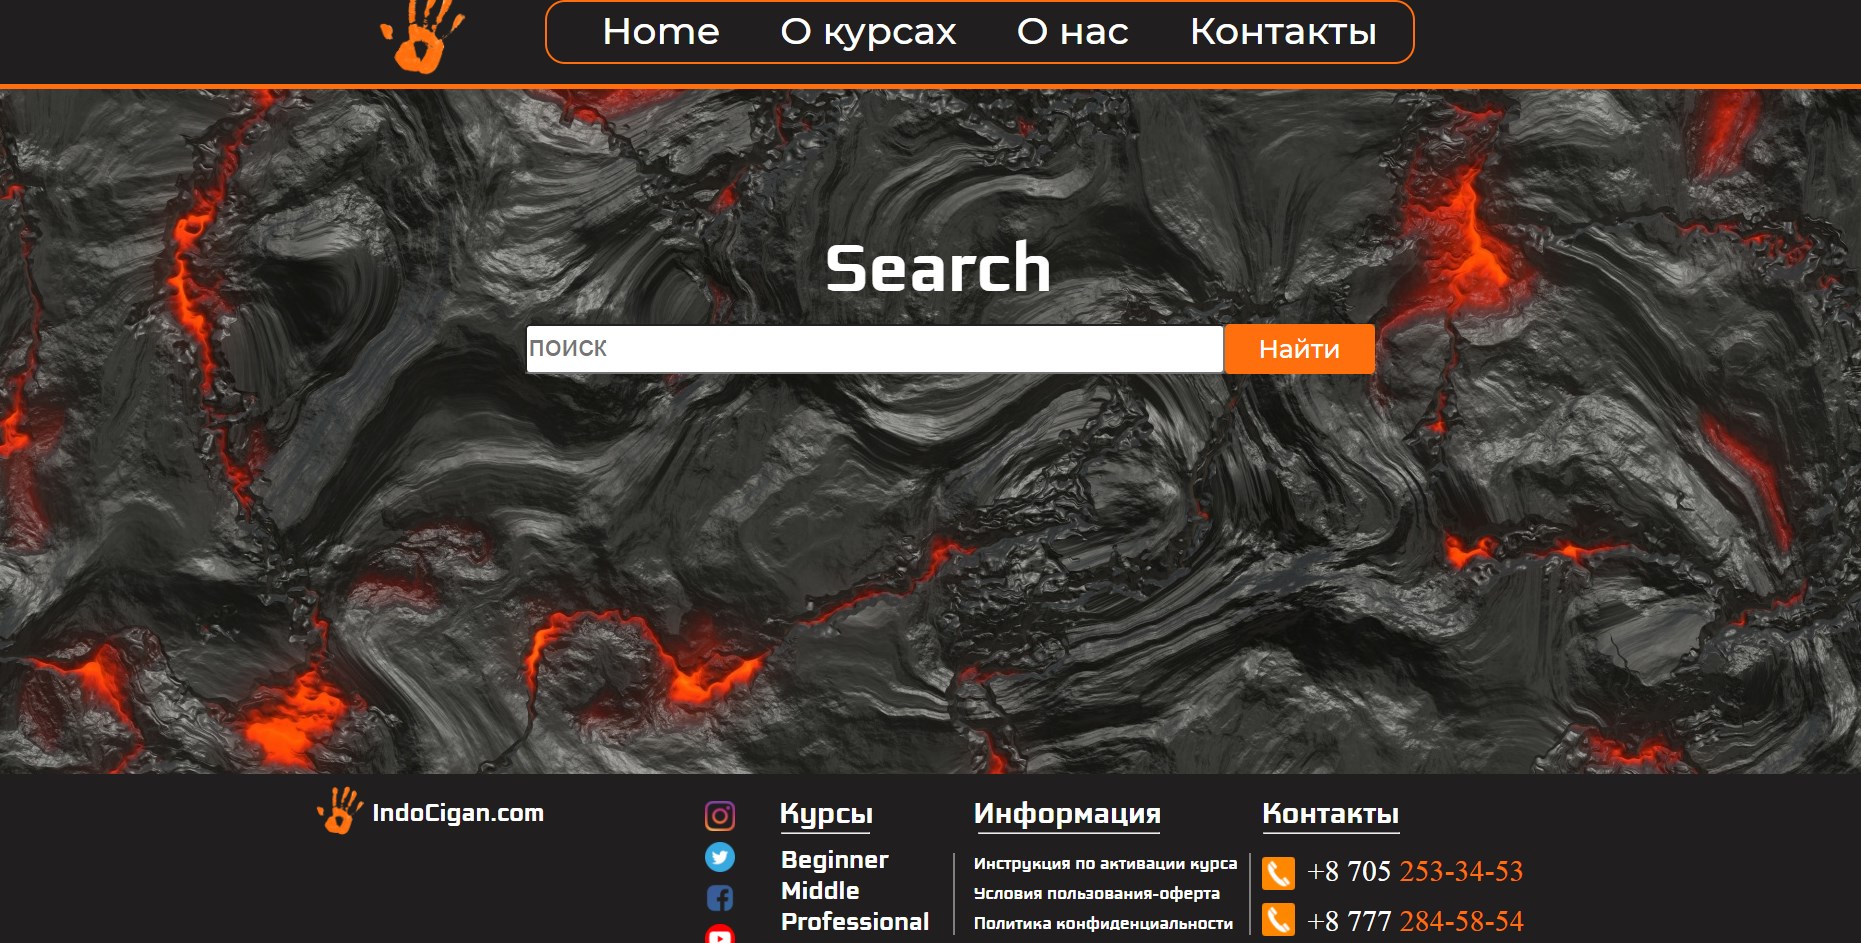 Home О курсах О нас Контакты
Search
поиск Найти
IndoCigan.com
Курсы
Beginner
Middle
Professional
Информация
Инструкция по активации курса
Условия пользования-оферта
Политика конфиденциальности
Контакты
+8 705 253-34-53
+8 777 284-58-54